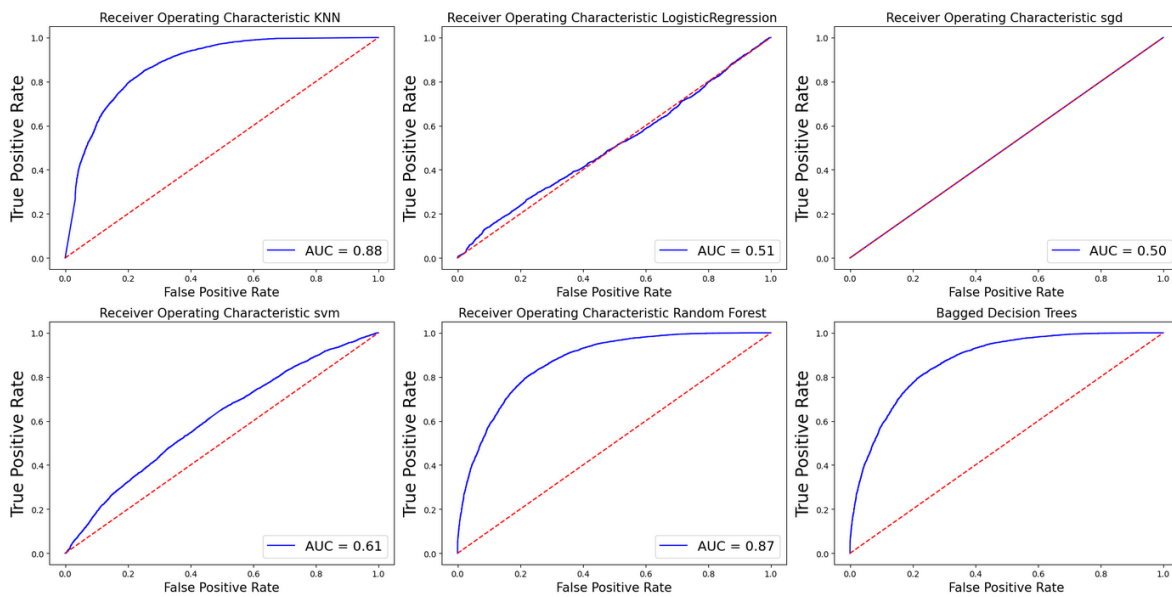 Receiver Operating Characteristic KNN
True Positive Rate
1.0
0.8
0.6
0.4
0.2
0.0
AUC = 0.88
0.0 0.2 0.4 0.6 0.8 1.0
False Positive Rate
Receiver Operating Characteristic LogisticRegression
True Positive Rate
1.0
0.8
0.6
0.4
0.2
0.0
AUC = 0.51
0.0 0.2 0.4 0.6 0.8 1.0
False Positive Rate
Receiver Operating Characteristic sgd
True Positive Rate
1.0
0.8
0.6
0.4
0.2
0.0
AUC = 0.50
0.0 0.2 0.4 0.6 0.8 1.0
False Positive Rate
Receiver Operating Characteristic svm
True Positive Rate
1.0
0.8
0.6
0.4
0.2
0.0
AUC = 0.61
0.0 0.2 0.4 0.6 0.8 1.0
False Positive Rate
Receiver Operating Characteristic Random Forest
True Positive Rate
1.0
0.8
0.6
0.4
0.2
0.0
AUC = 0.87
0.0 0.2 0.4 0.6 0.8 1.0
False Positive Rate
Bagged Decision Trees
True Positive Rate
1.0
0.8
0.6
0.4
0.2
0.0
0.0 0.2 0.4 0.6 0.8 1.0
False Positive Rate